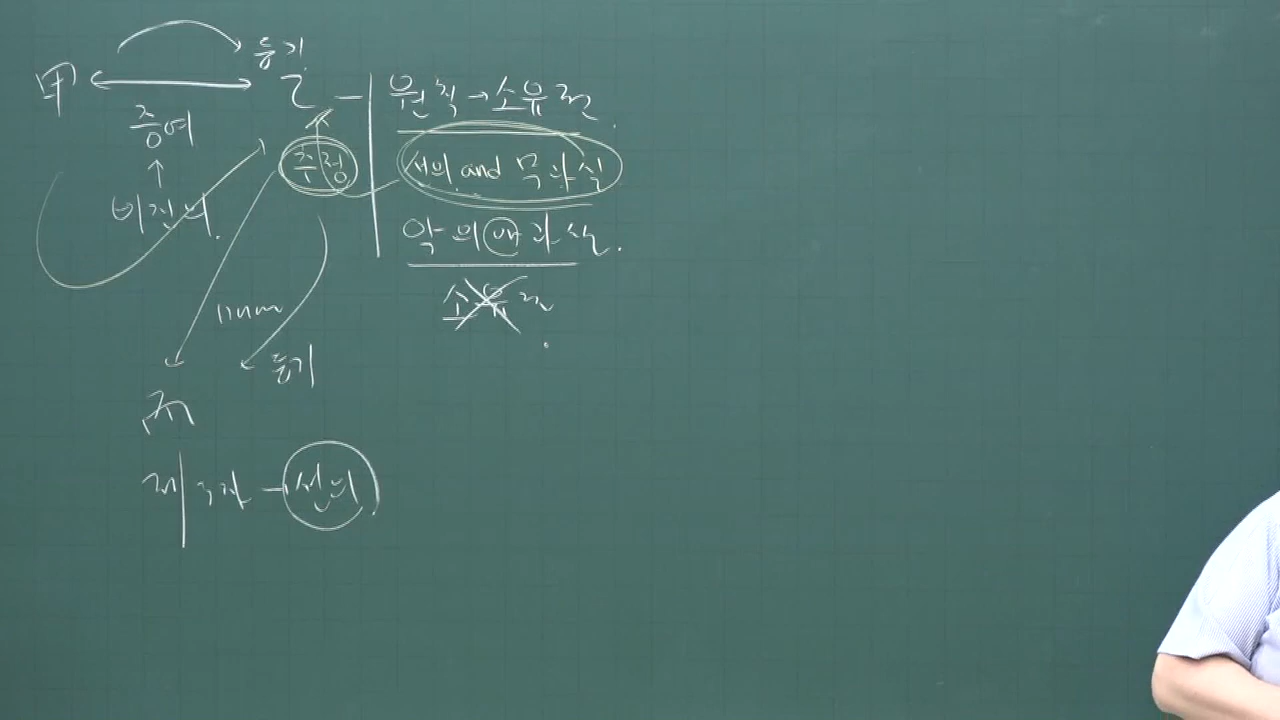 등기
甲 乙 원칙→소유권
증여 추정 선의 and 무과실
비진의 악의 or 과실
소유권
매매
등기
丙
제3자 - 선의